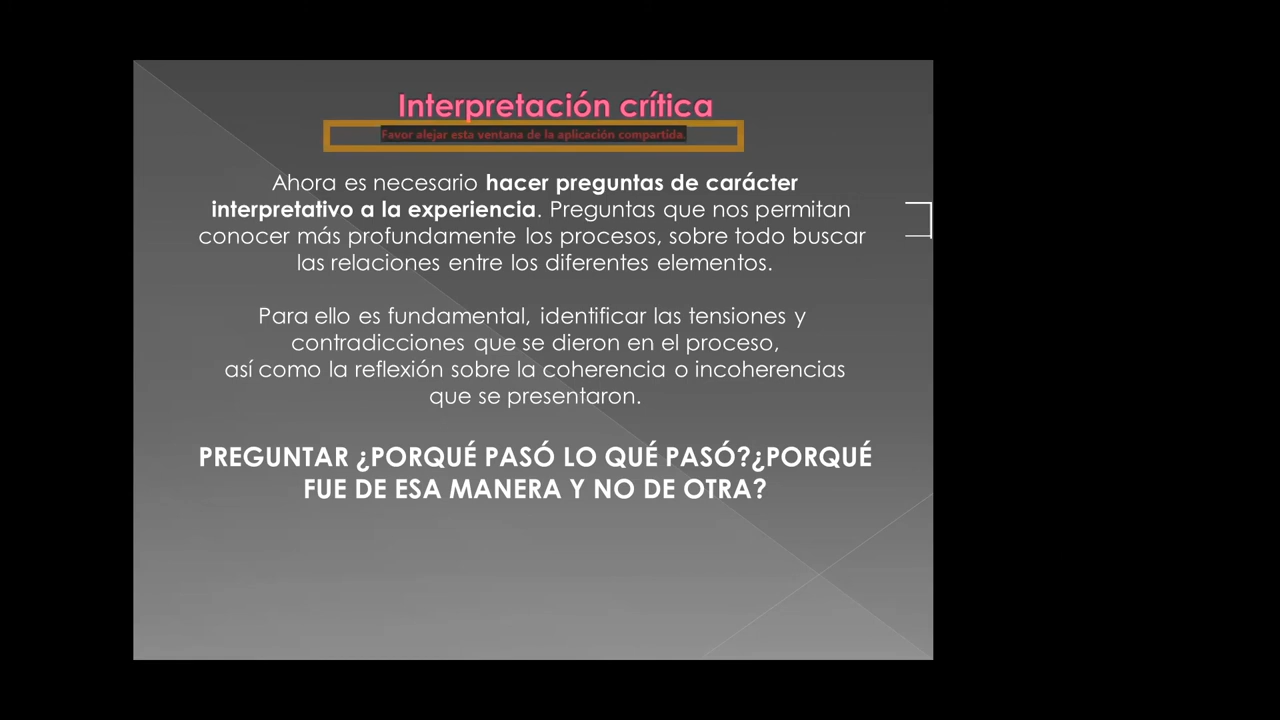 Interpretación crítica
Favor alejar esta ventana de la aplicación compartida.
Ahora es necesario hacer preguntas de carácter
interpretativo a la experiencia. Preguntas que nos permitan
conocer más profundamente los procesos, sobre todo buscar
las relaciones entre los diferentes elementos.
Para ello es fundamental, identificar las tensiones y
contradicciones que se dieron en el proceso,
así como la reflexión sobre la coherencia o incoherencias
que se presentaron.
PREGUNTAR ¿PORQUÉ PASÓ LO QUÉ PASÓ?¿PORQUÉ
FUE DE ESA MANERA Y NO DE OTRA?